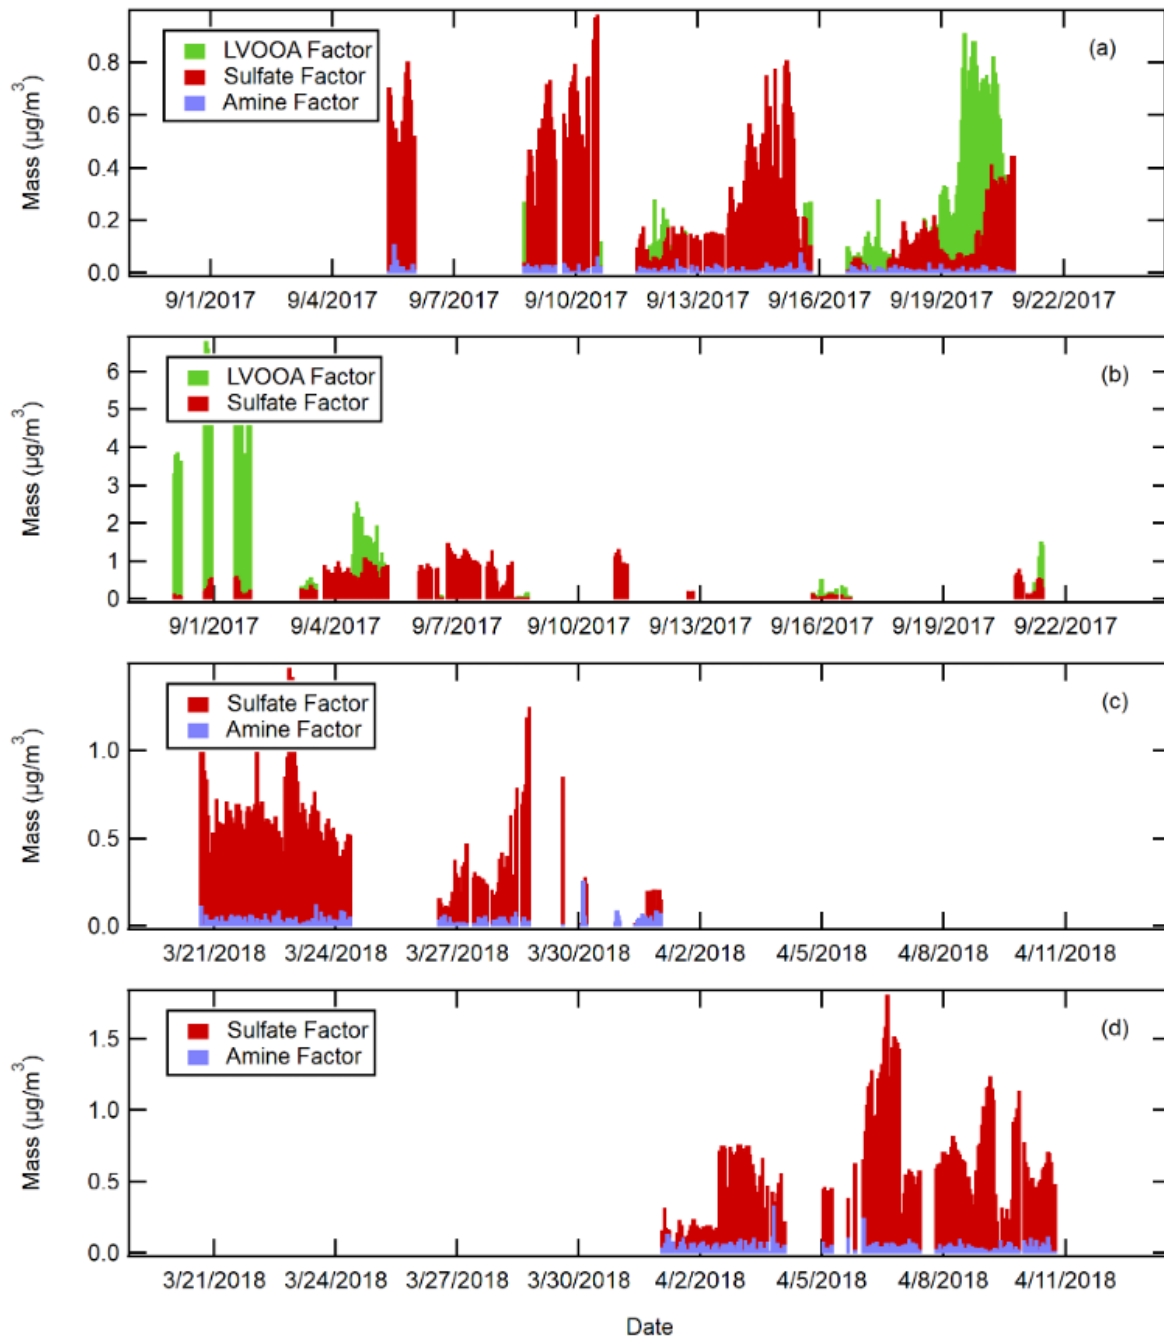 (a)
LVOOA Factor
Sulfate Factor
Amine Factor
Mass (µg/m³)
0.8
0.6
0.4
0.2
0.0
9/1/2017 9/4/2017 9/7/2017 9/10/2017 9/13/2017 9/16/2017 9/19/2017 9/22/2017
(b)
LVOOA Factor
Sulfate Factor
Mass (µg/m³)
6
5
4
3
2
1
0
9/1/2017 9/4/2017 9/7/2017 9/10/2017 9/13/2017 9/16/2017 9/19/2017 9/22/2017
(c)
Sulfate Factor
Amine Factor
Mass (µg/m³)
1.0
0.5
0.0
3/21/2018 3/24/2018 3/27/2018 3/30/2018 4/2/2018 4/5/2018 4/8/2018 4/11/2018
(d)
Sulfate Factor
Amine Factor
Mass (µg/m³)
1.5
1.0
0.5
0.0
3/21/2018 3/24/2018 3/27/2018 3/30/2018 4/2/2018 4/5/2018 4/8/2018 4/11/2018
Date